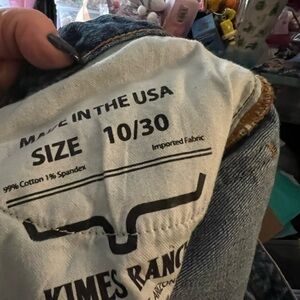 MADE IN THE USA
SIZE 10/30
99% Cotton 1% Spandex Imported Fabric
KIMES RANCH